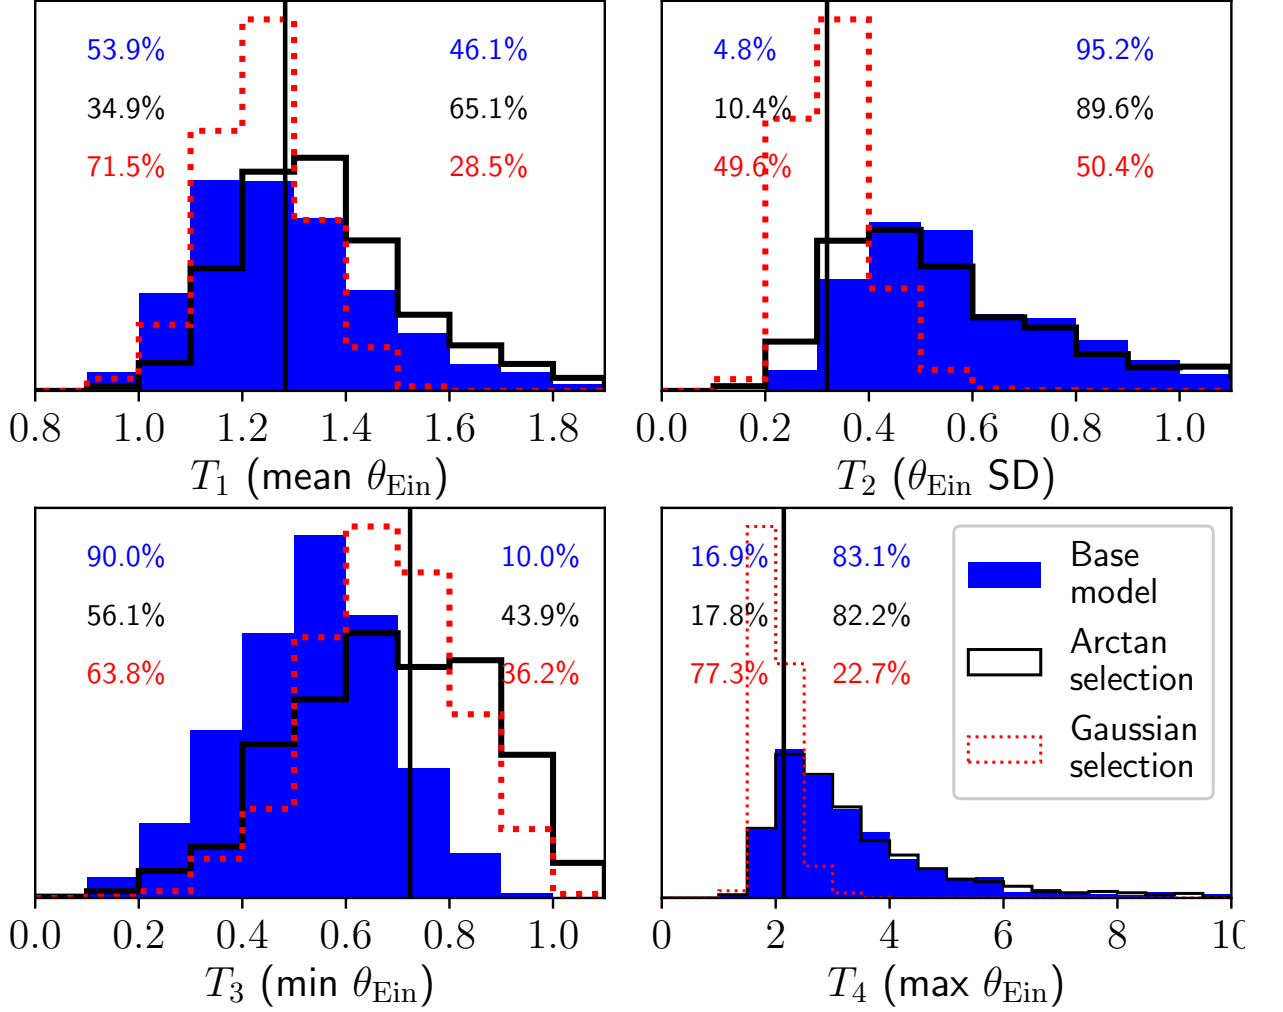 53.9% 46.1%
34.9% 65.1%
71.5% 28.5%
0.8 1.0 1.2 1.4 1.6 1.8
T1 (mean θEin)
4.8% 95.2%
10.4% 89.6%
49.6% 50.4%
0.0 0.2 0.4 0.6 0.8 1.0
T2 (θEin SD)
90.0% 10.0%
56.1% 43.9%
63.8% 36.2%
0.0 0.2 0.4 0.6 0.8 1.0
T3 (min θEin)
16.9% 83.1%
17.8% 82.2%
77.3% 22.7%
Base
model
Arctan
selection
Gaussian
selection
0 2 4 6 8 10
T4 (max θEin)